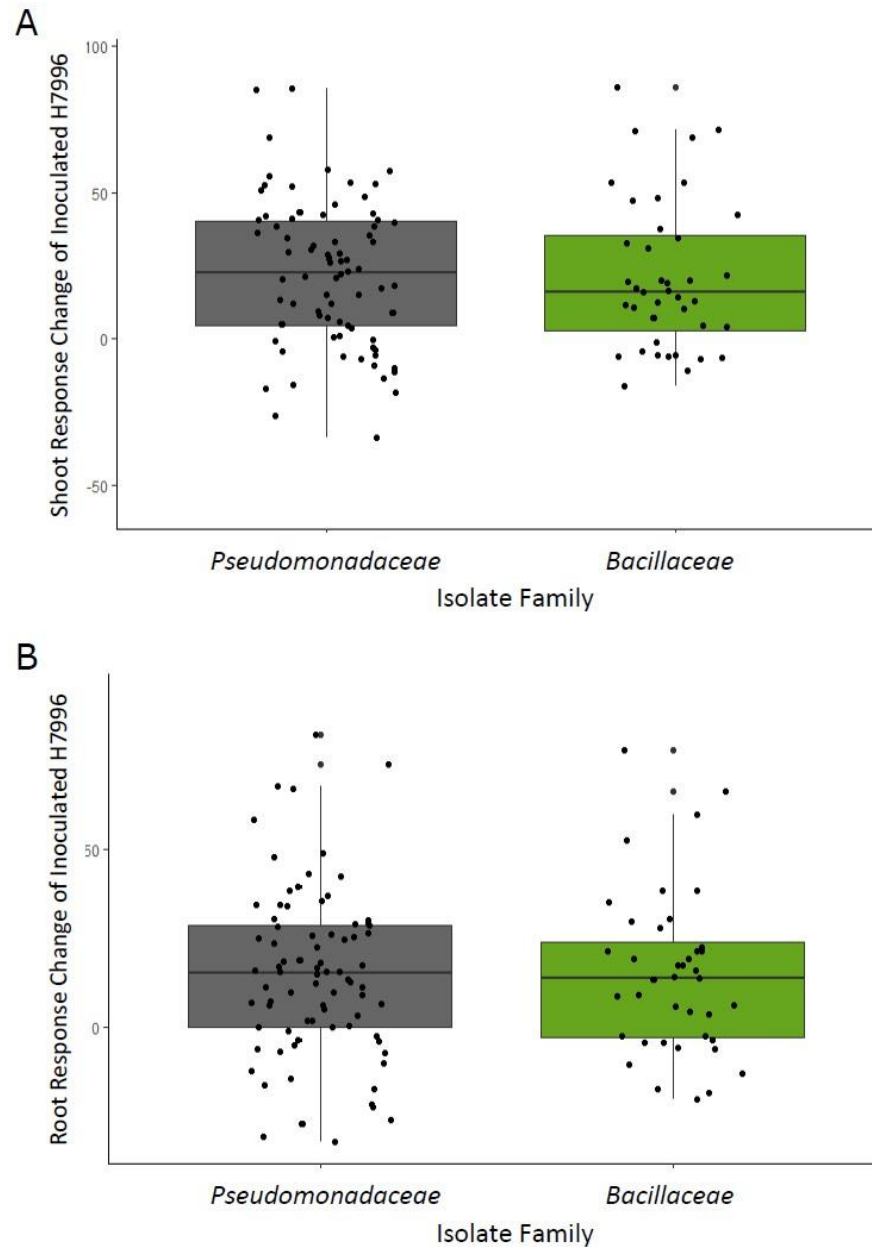 A
Shoot Response Change of Inoculated H7996
100
50
0
-50
Pseudomonadaceae Bacillaceae
Isolate Family
B
Root Response Change of Inoculated H7996
50
0
Pseudomonadaceae Bacillaceae
Isolate Family